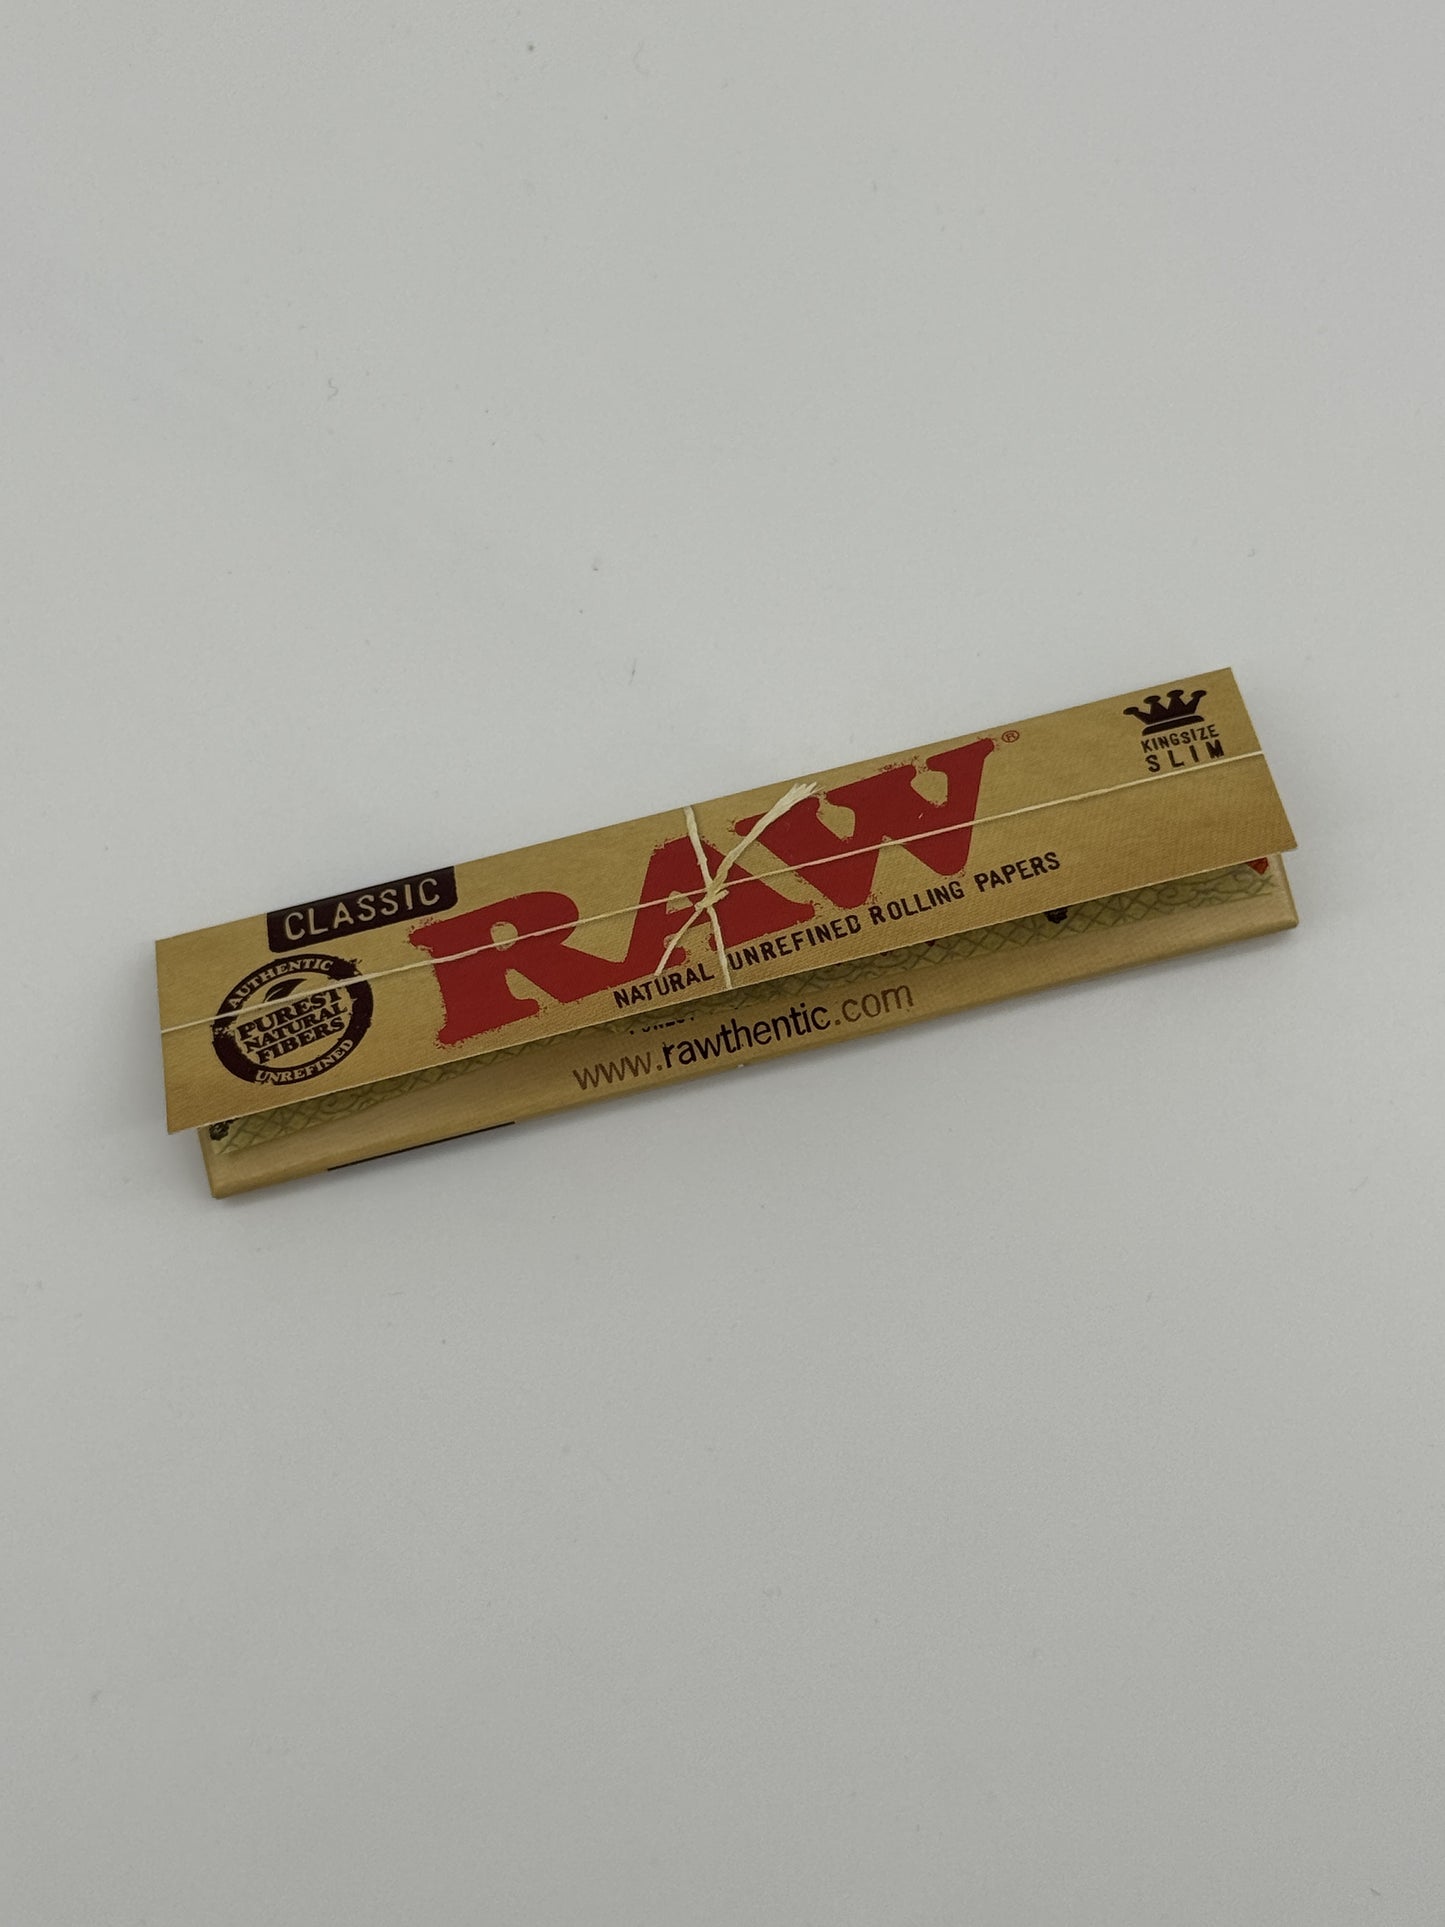 CLASSIC
RAW®
KINGSIZE
SLIM
AUTHENTIC
PUREST
NATURAL
FIBERS
UNREFINED
NATURAL UNREFINED ROLLING PAPERS
www.rawthentic.com